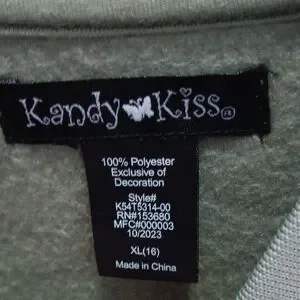 Kandy Kiss®
100% Polyester
Exclusive of
Decoration
Style#
K54T5314-00
RN#153680
MFC#000003
10/2023
XL(16)
Made in China